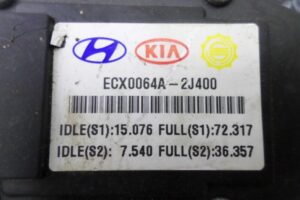 KIA
ECX0064A-2J400
IDLE(S1):15.076 FULL(S1):72.317
IDLE(S2): 7.540 FULL(S2):36.357